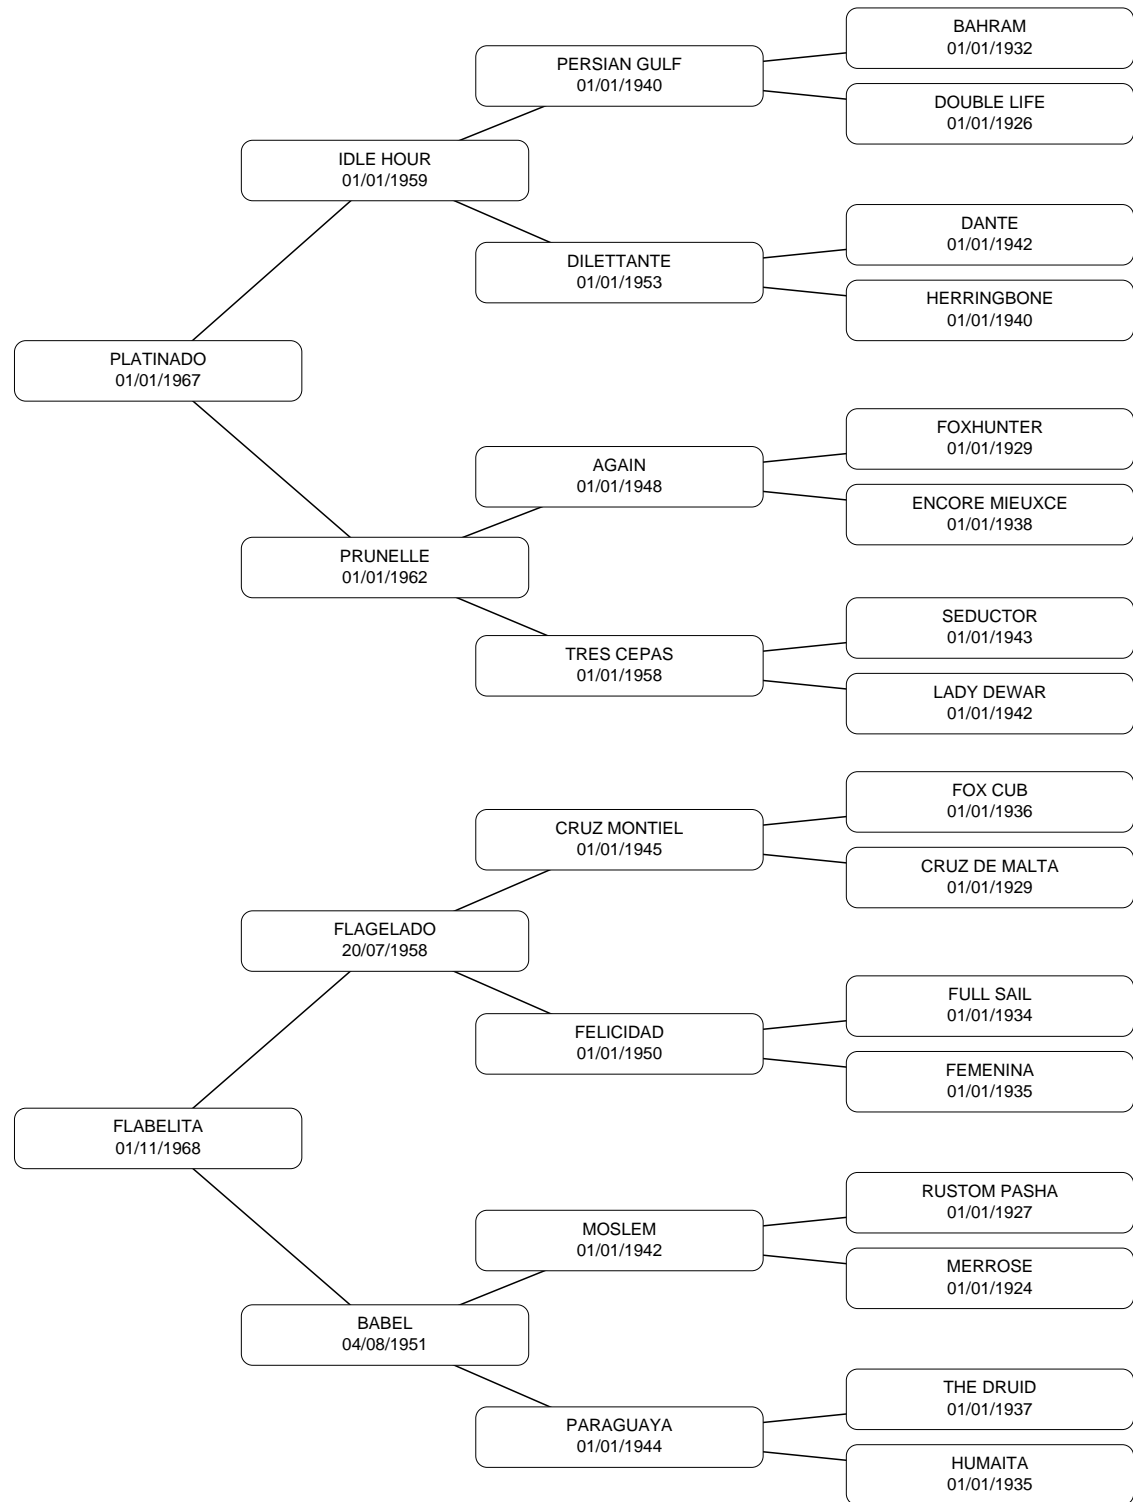 BAHRAM
01/01/1932
PERSIAN GULF
01/01/1940
DOUBLE LIFE
01/01/1926
IDLE HOUR
01/01/1959
DANTE
01/01/1942
DILETTANTE
01/01/1953
HERRINGBONE
01/01/1940
PLATINADO
01/01/1967
FOXHUNTER
01/01/1929
AGAIN
01/01/1948
ENCORE MIEUXCE
01/01/1938
PRUNELLE
01/01/1962
SEDUCTOR
01/01/1943
TRES CEPAS
01/01/1958
LADY DEWAR
01/01/1942
FOX CUB
01/01/1936
CRUZ MONTIEL
01/01/1945
CRUZ DE MALTA
01/01/1929
FLAGELADO
20/07/1958
FULL SAIL
01/01/1934
FELICIDAD
01/01/1950
FEMENINA
01/01/1935
FLABELITA
01/11/1968
RUSTOM PASHA
01/01/1927
MOSLEM
01/01/1942
MERROSE
01/01/1924
BABEL
04/08/1951
THE DRUID
01/01/1937
PARAGUAYA
01/01/1944
HUMAITA
01/01/1935